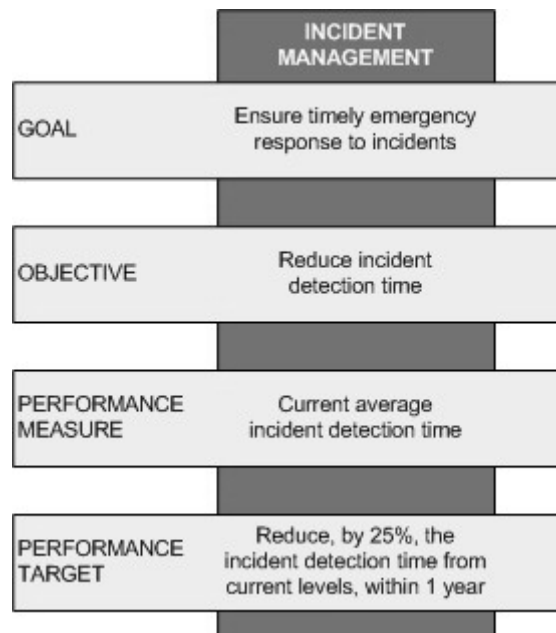 INCIDENT
MANAGEMENT
GOAL
Ensure timely emergency
response to incidents
OBJECTIVE
Reduce incident
detection time
PERFORMANCE
MEASURE
Current average
incident detection time
PERFORMANCE
TARGET
Reduce, by 25%, the
incident detection time from
current levels, within 1 year